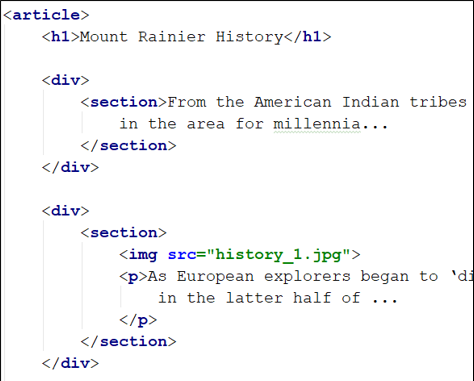 <article>
<h1>Mount Rainier History</h1>
<div>
<section>From the American Indian tribes
in the area for millennia...
</section>
</div>
<div>
<section>
<img src="history_1.jpg">
<p>As European explorers began to ‘di
in the latter half of ...
</p>
</section>
</div>